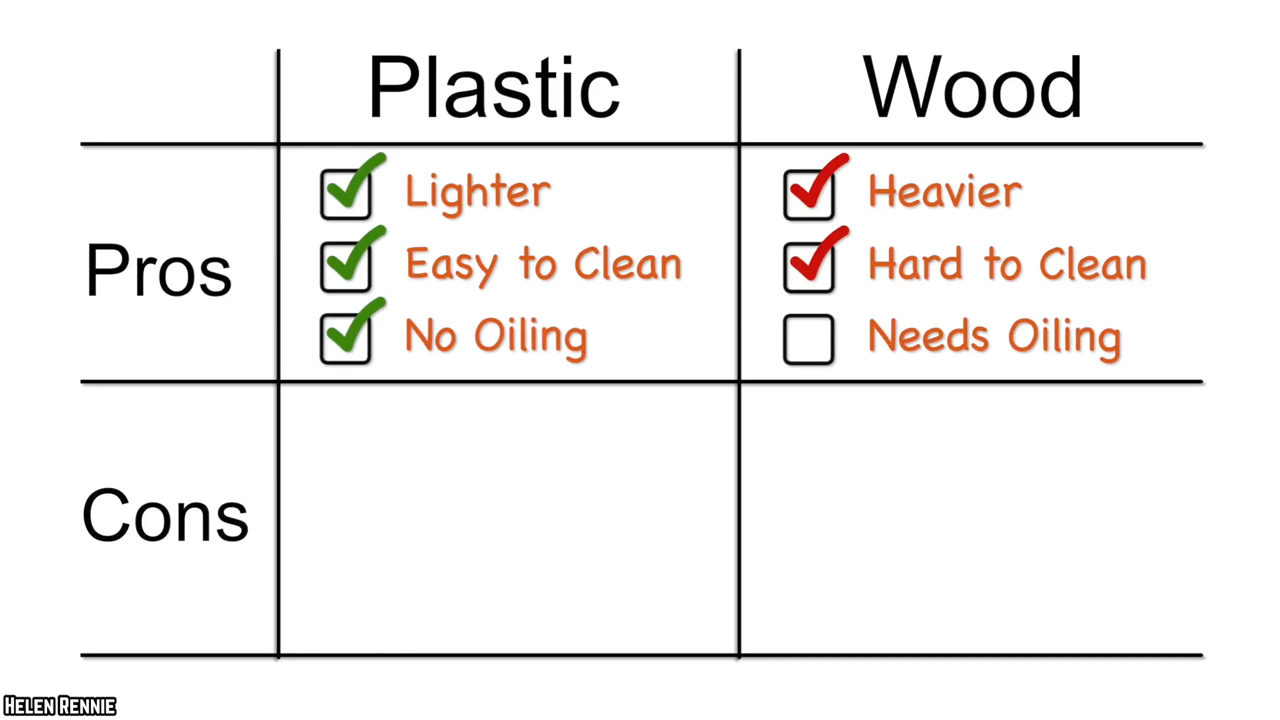 Plastic Wood
Pros
Lighter
Easy to Clean
No Oiling
Heavier
Hard to Clean
Needs Oiling
Cons
HELEN RENNIE